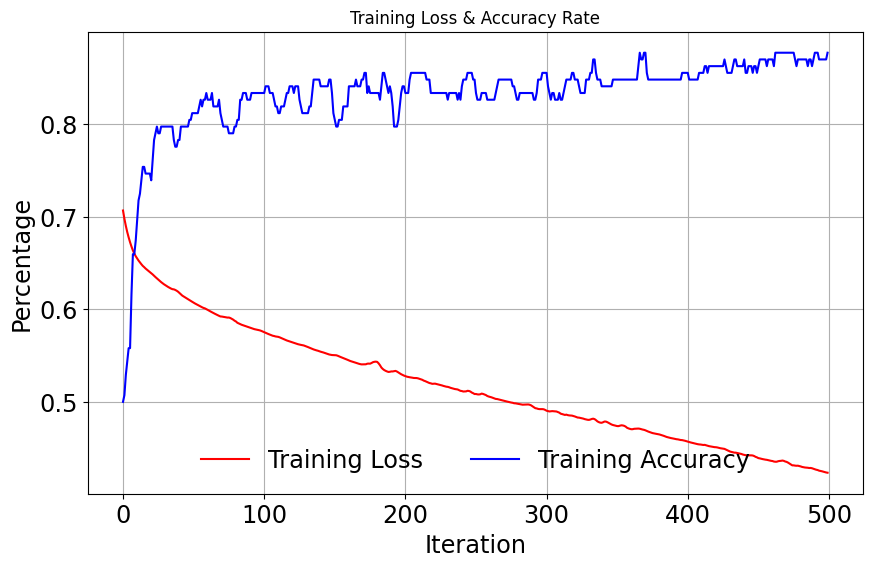 Training Loss & Accuracy Rate
Percentage
0.8
0.7
0.6
0.5
Training Loss Training Accuracy
0 100 200 300 400 500
Iteration